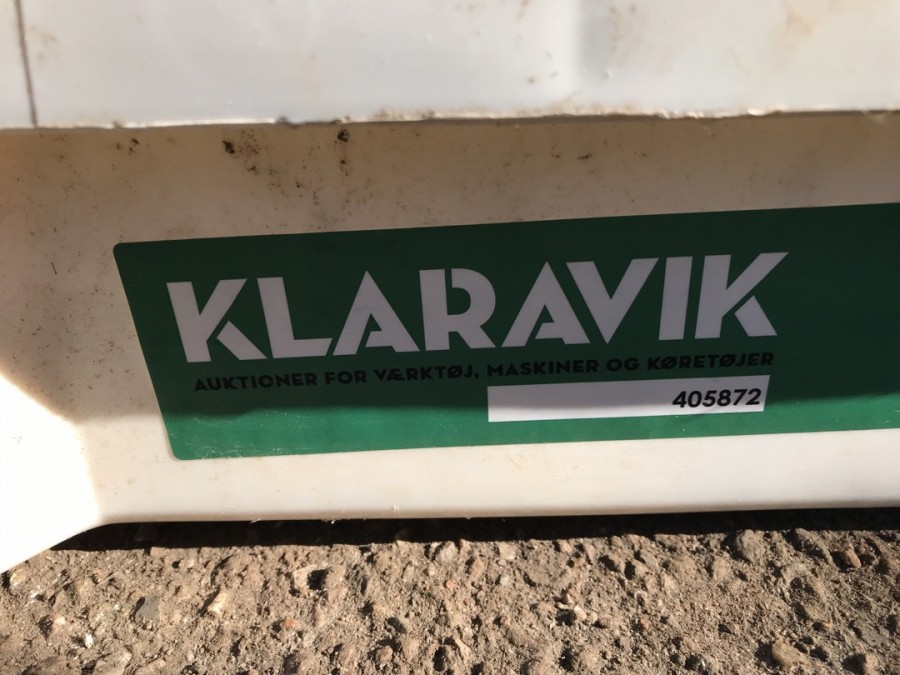 KLARAVIK
AUKTIONER FOR VÆRKTØJ, MASKINER OG KØRETØJER
405872